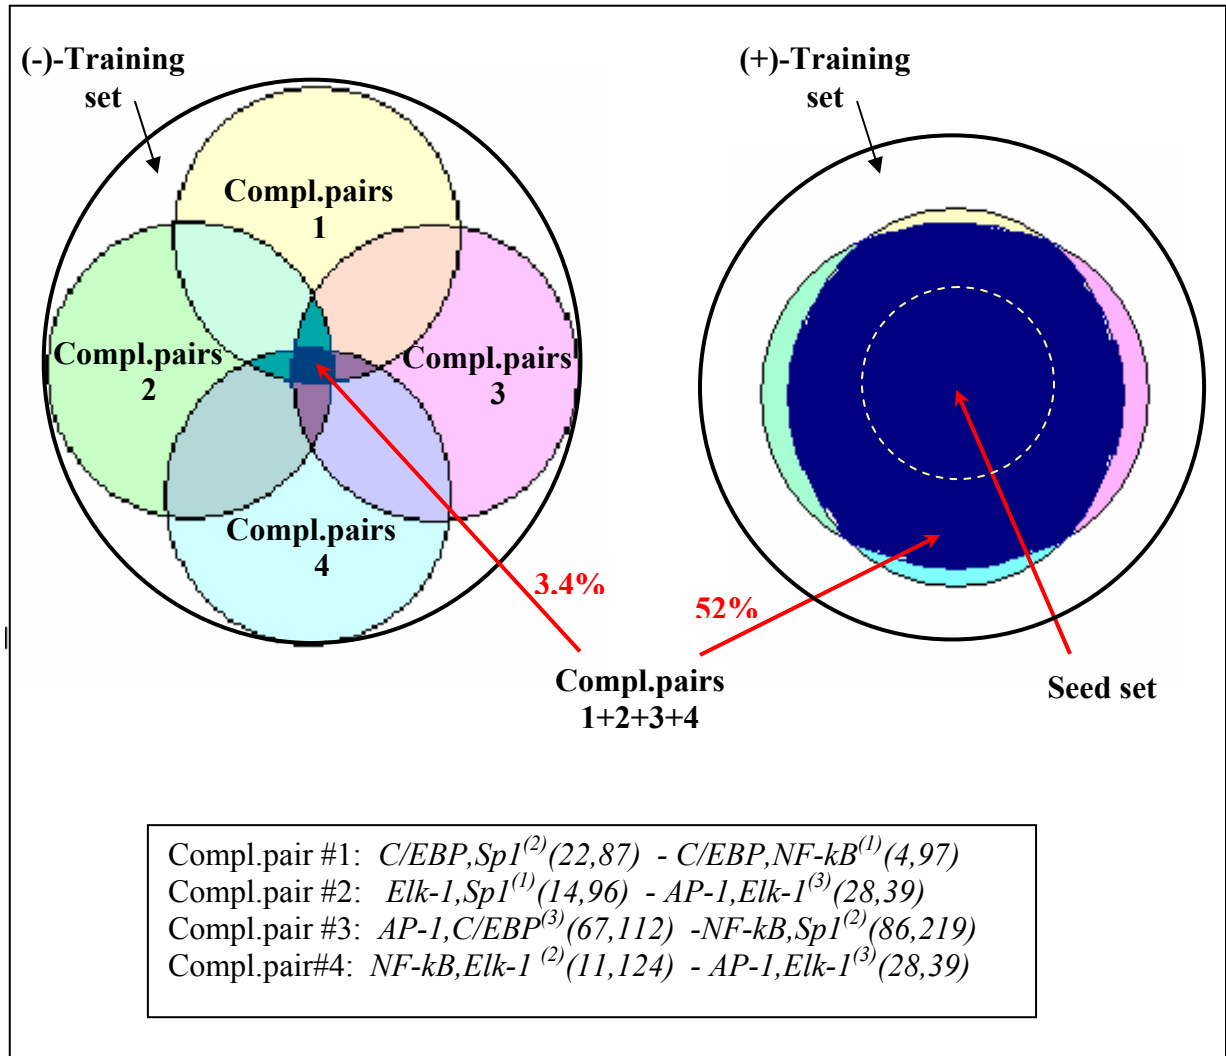 (-)-Training
set
(+)-Training
set
Compl.pairs
1
Compl.pairs
2
Compl.pairs
3
Compl.pairs
4
3.4%
52%
Compl.pairs
1+2+3+4
Seed set
Compl.pair #1: C/EBP,Sp1(2)(22,87) - C/EBP,NF-kB(1)(4,97)
Compl.pair #2: Elk-1,Sp1(1)(14,96) - AP-1,Elk-1(3)(28,39)
Compl.pair #3: AP-1,C/EBP(3)(67,112) -NF-kB,Sp1(2)(86,219)
Compl.pair#4: NF-kB,Elk-1 (2)(11,124) - AP-1,Elk-1(3)(28,39)